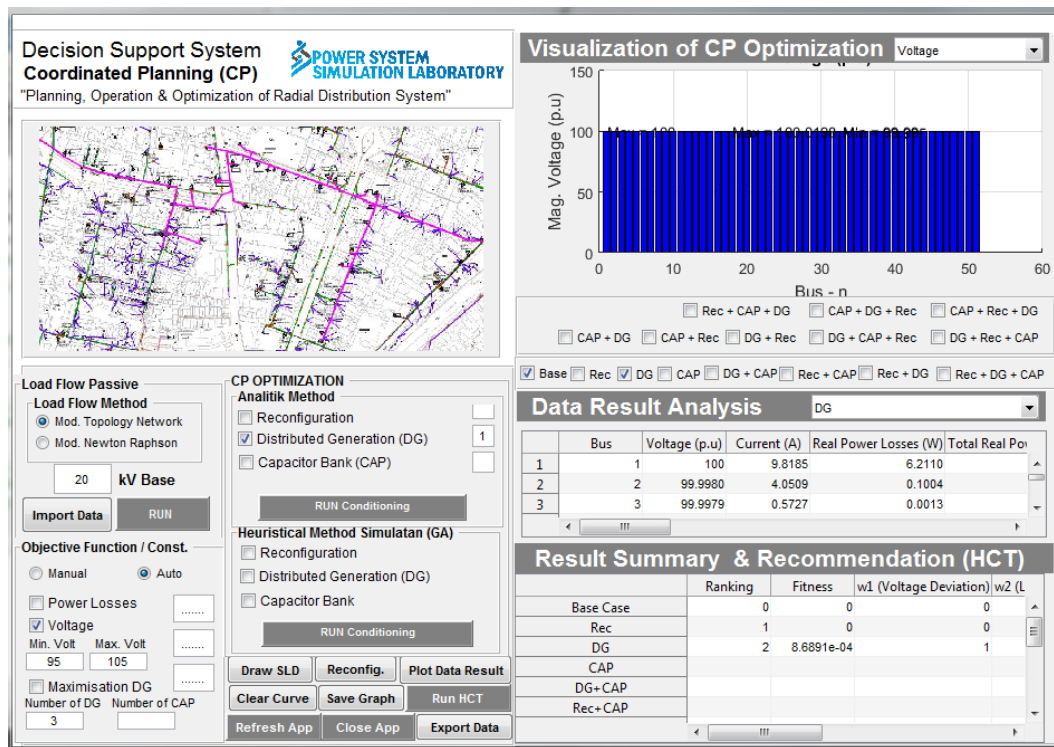 Decision Support System
Coordinated Planning (CP)
POWER SYSTEM
SIMULATION LABORATORY
"Planning, Operation & Optimization of Radial Distribution System"
Visualization of CP Optimization
Voltage
150
100
50
0
Mag. Voltage (p.u)
0 10 20 30 40 50 60
Bus - n
Rec + CAP + DG CAP + DG + Rec CAP + Rec + DG
CAP + DG CAP + Rec DG + Rec DG + CAP + Rec DG + Rec + CAP
Base Rec DG CAP DG + CAP Rec + CAP Rec + DG Rec + DG + CAP
Load Flow Passive
Load Flow Method
Mod. Topology Network
Mod. Newton Raphson
20 kV Base
Import Data RUN
Objective Function / Const.
Manual Auto
Power Losses .......
Voltage
Min. Volt Max. Volt .......
95 105
Maximisation DG .......
Number of DG Number of CAP
3
CP OPTIMIZATION
Analitik Method
Reconfiguration
Distributed Generation (DG) 1
Capacitor Bank (CAP)
RUN Conditioning
Heuristical Method Simulatan (GA)
Reconfiguration
Distributed Generation (DG)
Capacitor Bank
RUN Conditioning
Draw SLD Reconfig. Plot Data Result
Clear Curve Save Graph Run HCT
Refresh App Close App Export Data
Data Result Analysis
DG
Bus Voltage (p.u) Current (A) Real Power Losses (W) Total Real Pov
1 1 100 9.8185 6.2110
2 2 99.9980 4.0509 0.1004
3 3 99.9979 0.5727 0.0013
Result Summary & Recommendation (HCT)
Ranking Fitness w1 (Voltage Deviation) w2 (L
Base Case 0 0 0
Rec 1 0 0
DG 2 8.6891e-04 1
CAP
DG+CAP
Rec+CAP